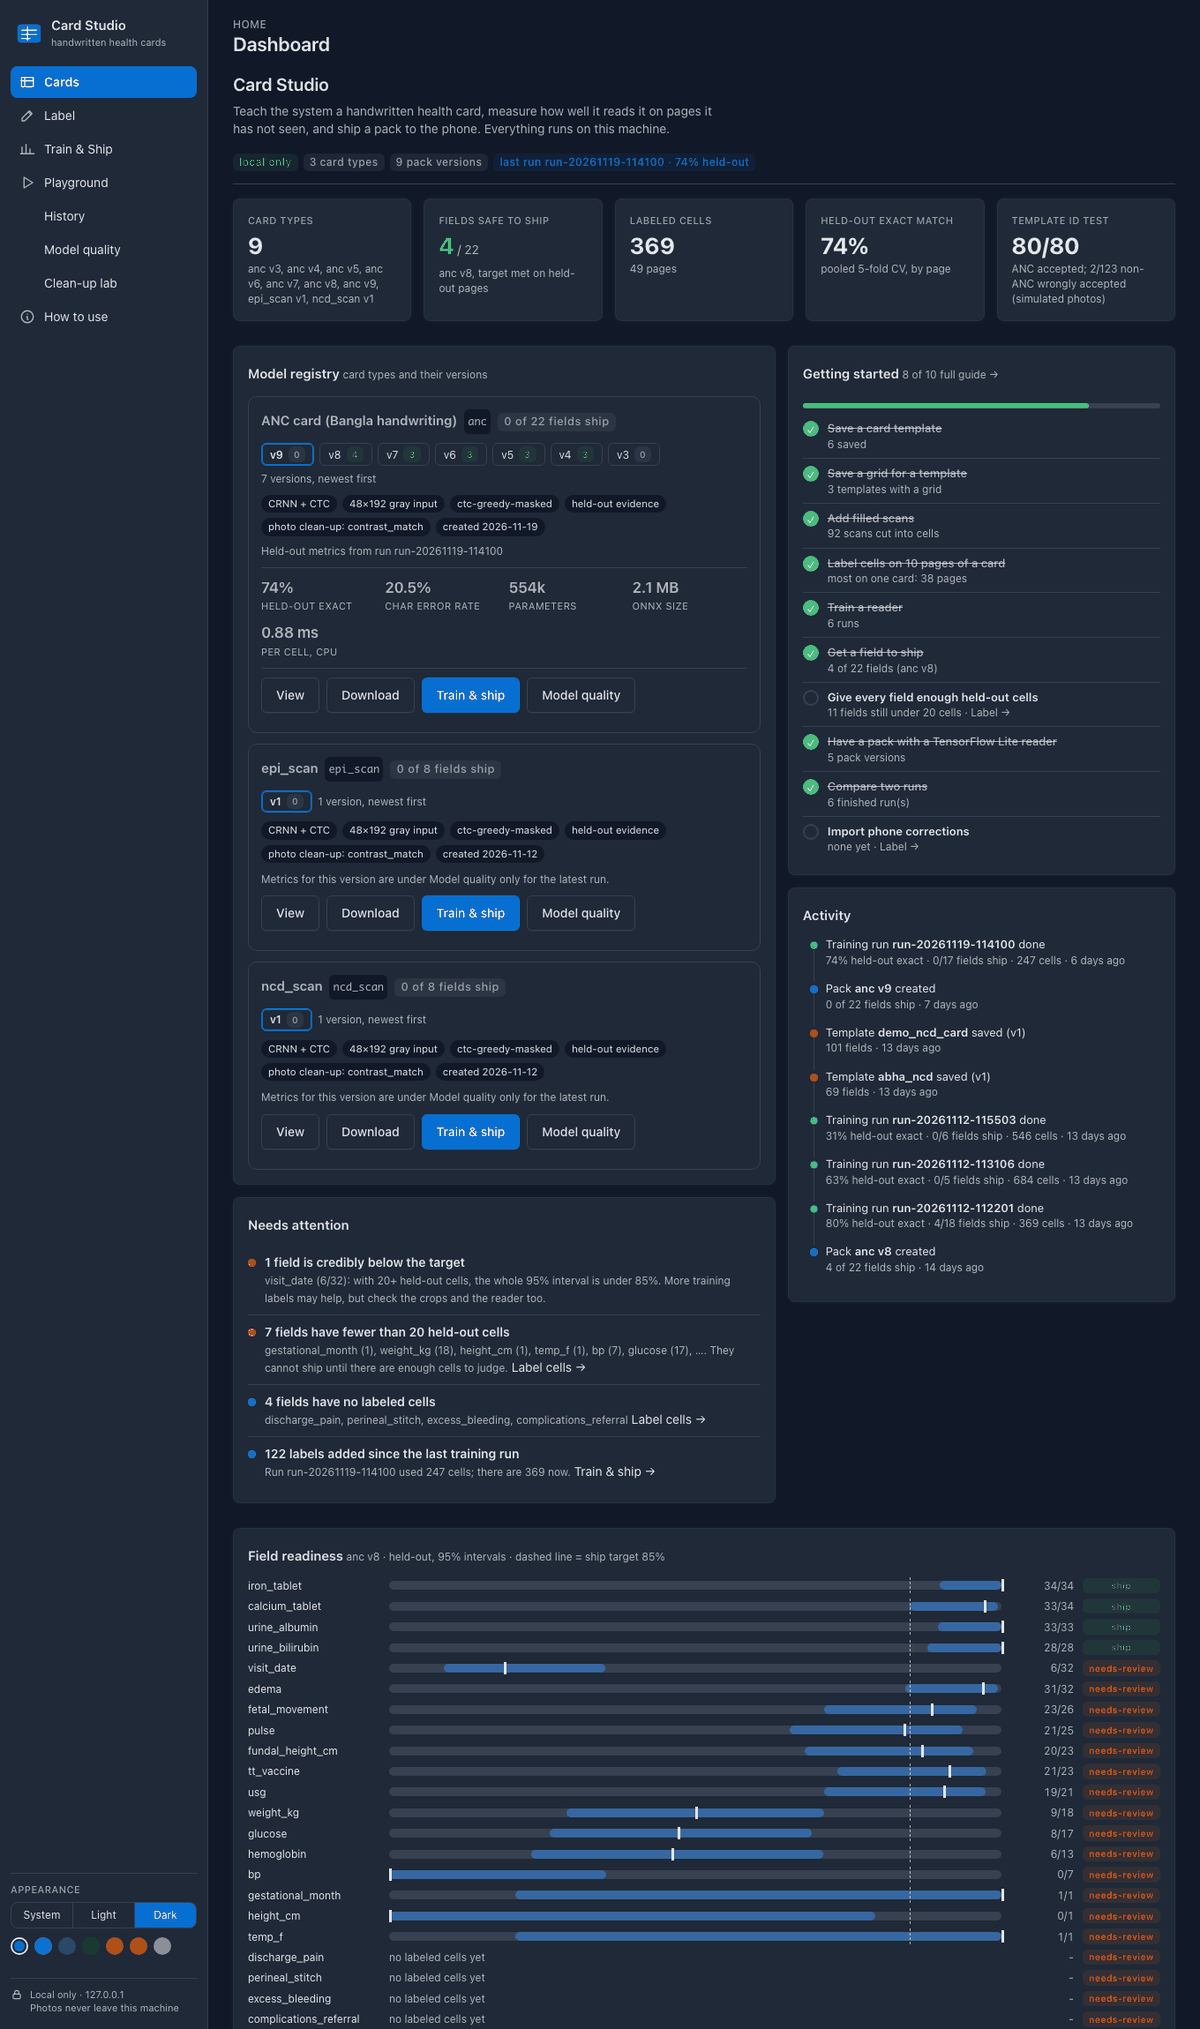 Card Studio
handwritten health cards
Cards
Label
Train & Ship
Playground
History
Model quality
Clean-up lab
How to use
APPEARANCE
System Light Dark
Local only · 127.0.0.1
Photos never leave this machine
HOME
Dashboard
Card Studio
Teach the system a handwritten health card, measure how well it reads it on pages it
has not seen, and ship a pack to the phone. Everything runs on this machine.
local only 3 card types 9 pack versions last run run-20261119-114100 · 74% held-out
CARD TYPES
9
anc v3, anc v4, anc v5, anc
v6, anc v7, anc v8, anc v9,
epi_scan v1, ncd_scan v1
FIELDS SAFE TO SHIP
4 / 22
anc v8, target met on held-
out pages
LABELED CELLS
369
49 pages
HELD-OUT EXACT MATCH
74%
pooled 5-fold CV, by page
TEMPLATE ID TEST
80/80
ANC accepted; 2/123 non-
ANC wrongly accepted
(simulated photos)
Model registry card types and their versions
ANC card (Bangla handwriting) anc 0 of 22 fields ship
v9 0 v8 4 v7 3 v6 3 v5 3 v4 3 v3 0
7 versions, newest first
CRNN + CTC 48×192 gray input ctc-greedy-masked held-out evidence
photo clean-up: contrast_match created 2026-11-19
Held-out metrics from run run-20261119-114100
74% 20.5% 554k 2.1 MB
HELD-OUT EXACT CHAR ERROR RATE PARAMETERS ONNX SIZE
0.88 ms
PER CELL, CPU
View Download Train & ship Model quality
epi_scan epi_scan 0 of 8 fields ship
v1 0 1 version, newest first
CRNN + CTC 48×192 gray input ctc-greedy-masked held-out evidence
photo clean-up: contrast_match created 2026-11-12
Metrics for this version are under Model quality only for the latest run.
View Download Train & ship Model quality
ncd_scan ncd_scan 0 of 8 fields ship
v1 0 1 version, newest first
CRNN + CTC 48×192 gray input ctc-greedy-masked held-out evidence
photo clean-up: contrast_match created 2026-11-12
Metrics for this version are under Model quality only for the latest run.
View Download Train & ship Model quality
Needs attention
1 field is credibly below the target
visit_date (6/32): with 20+ held-out cells, the whole 95% interval is under 85%. More training
labels may help, but check the crops and the reader too.
7 fields have fewer than 20 held-out cells
gestational_month (1), weight_kg (18), height_cm (1), temp_f (1), bp (7), glucose (17), .... They
cannot ship until there are enough cells to judge. Label cells →
4 fields have no labeled cells
discharge_pain, perineal_stitch, excess_bleeding, complications_referral Label cells →
122 labels added since the last training run
Run run-20261119-114100 used 247 cells; there are 369 now. Train & ship →
Getting started 8 of 10 full guide →
Save a card template
6 saved
Save a grid for a template
3 templates with a grid
Add filled scans
92 scans cut into cells
Label cells on 10 pages of a card
most on one card: 38 pages
Train a reader
6 runs
Get a field to ship
4 of 22 fields (anc v8)
Give every field enough held-out cells
11 fields still under 20 cells · Label →
Have a pack with a TensorFlow Lite reader
5 pack versions
Compare two runs
6 finished run(s)
Import phone corrections
none yet · Label →
Activity
Training run run-20261119-114100 done
74% held-out exact · 0/17 fields ship · 247 cells · 6 days ago
Pack anc v9 created
0 of 22 fields ship · 7 days ago
Template demo_ncd_card saved (v1)
101 fields · 13 days ago
Template abha_ncd saved (v1)
69 fields · 13 days ago
Training run run-20261112-115503 done
31% held-out exact · 0/6 fields ship · 546 cells · 13 days ago
Training run run-20261112-113106 done
63% held-out exact · 0/5 fields ship · 684 cells · 13 days ago
Training run run-20261112-112201 done
80% held-out exact · 4/18 fields ship · 369 cells · 13 days ago
Pack anc v8 created
4 of 22 fields ship · 14 days ago
Field readiness anc v8 · held-out, 95% intervals · dashed line = ship target 85%
iron_tablet 34/34 ship
calcium_tablet 33/34 ship
urine_albumin 33/33 ship
urine_bilirubin 28/28 ship
visit_date 6/32 needs-review
edema 31/32 needs-review
fetal_movement 23/26 needs-review
pulse 21/25 needs-review
fundal_height_cm 20/23 needs-review
tt_vaccine 21/23 needs-review
usg 19/21 needs-review
weight_kg 9/18 needs-review
glucose 8/17 needs-review
hemoglobin 6/13 needs-review
bp 0/7 needs-review
gestational_month 1/1 needs-review
height_cm 0/1 needs-review
temp_f 1/1 needs-review
discharge_pain no labeled cells yet - needs-review
perineal_stitch no labeled cells yet - needs-review
excess_bleeding no labeled cells yet - needs-review
complications_referral no labeled cells yet - needs-review